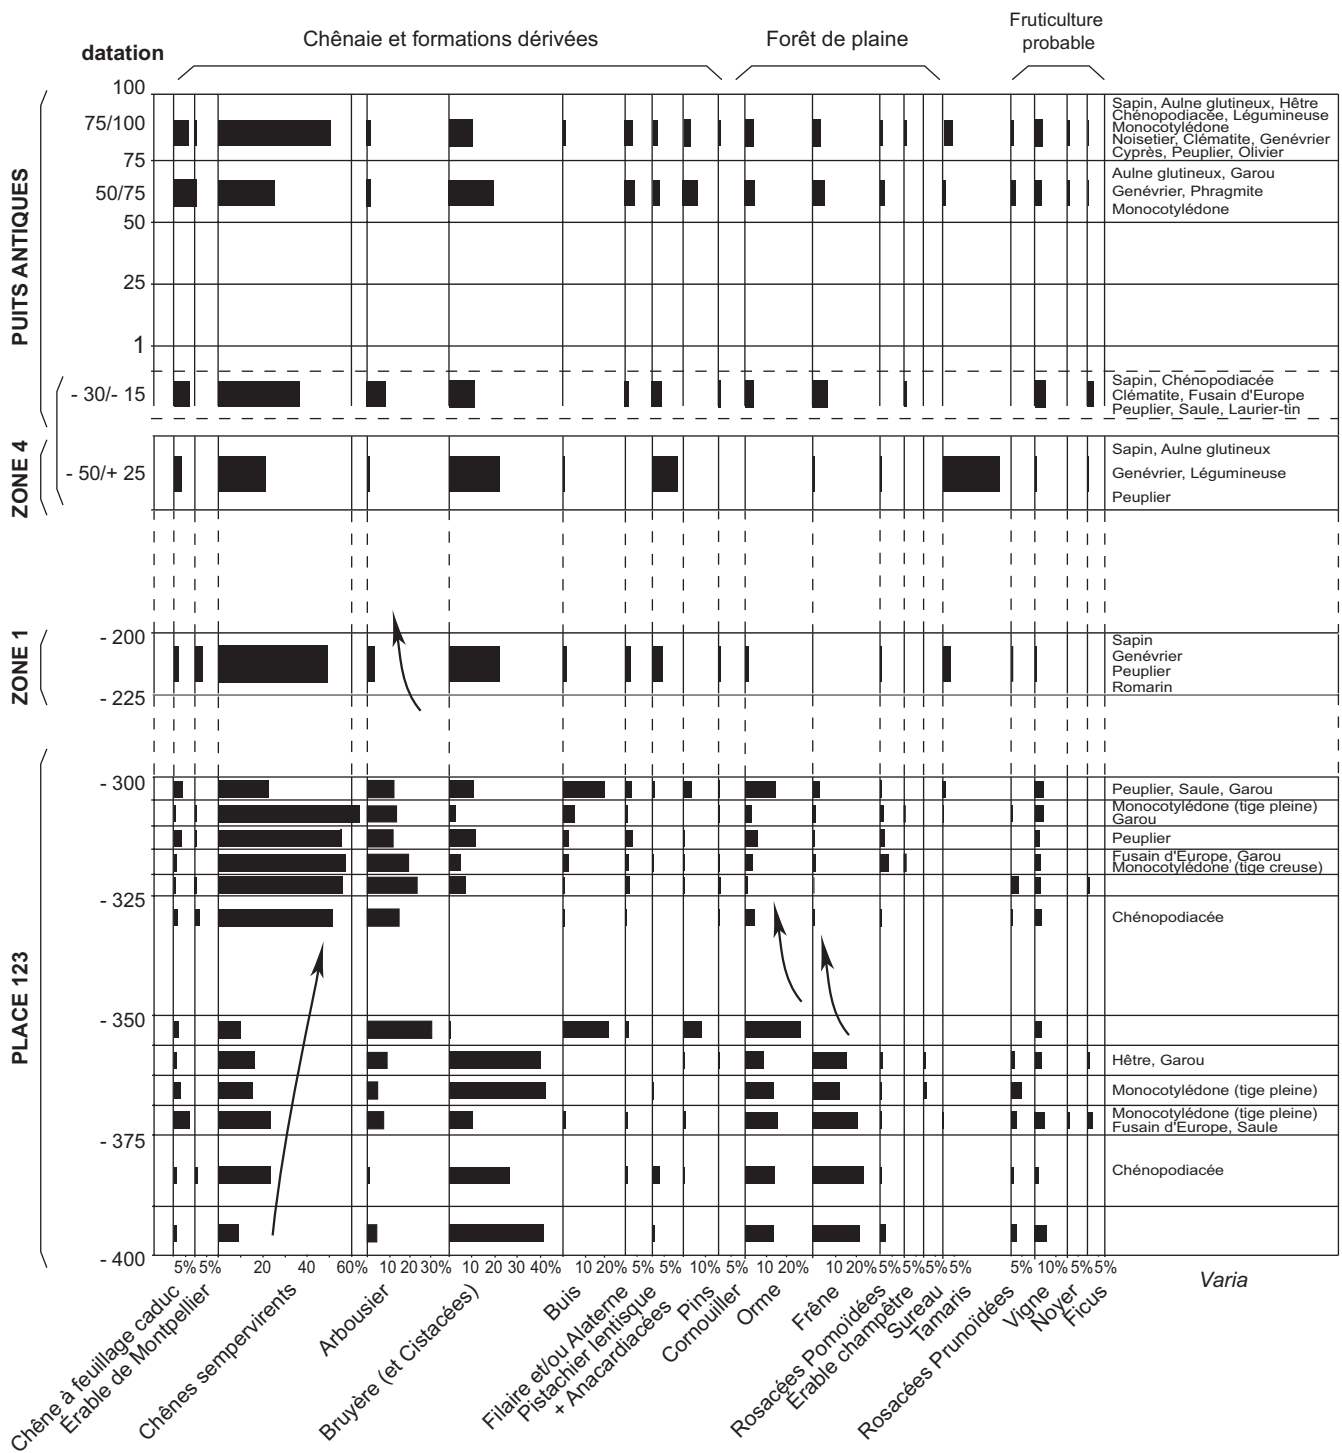 Fruticulture
probable
Chênaie et formations dérivées
Forêt de plaine
datation
100
75/100
75
50/75
50
25
1
- 30/- 15
- 50/+ 25
- 200
- 225
- 300
- 325
- 350
- 375
- 400
PUITS ANTIQUES
ZONE 4
ZONE 1
PLACE 123
Sapin, Aulne glutineux, Hêtre
Chénopodiacée, Légumineuse
Monocotylédone
Noisetier, Clématite, Genévrier
Cyprès, Peuplier, Olivier
Aulne glutineux, Garou
Genévrier, Phragmite
Monocotylédone
Sapin, Chénopodiacée
Clématite, Fusain d'Europe
Peuplier, Saule, Laurier-tin
Sapin, Aulne glutineux
Genévrier, Légumineuse
Peuplier
Sapin
Genévrier
Peuplier
Romarin
Peuplier, Saule, Garou
Monocotylédone (tige pleine)
Garou
Peuplier
Fusain d'Europe, Garou
Monocotylédone (tige creuse)
Chénopodiacée
Hêtre, Garou
Monocotylédone (tige pleine)
Monocotylédone (tige pleine)
Fusain d'Europe, Saule
Chénopodiacée
5% 5% 20 40 60% 10 20 30% 10 20 30 40% 10 20% 5% 5% 10% 5% 10 20% 10 20% 5% 5% 5% 5% 5% 10% 5% 5%
Chêne à feuillage caduc
Érable de Montpellier
Chênes sempervirents
Arbousier
Bruyère (et Cistacées)
Buis
Filaire et/ou Alaterne
Pistachier lentisque
+ Anacardiacées
Pins
Cornouiller
Orme
Frêne
Rosacées Pomoïdées
Érable champêtre
Sureau
Tamaris
Rosacées Prunoïdées
Vigne
Noyer
Ficus
Varia